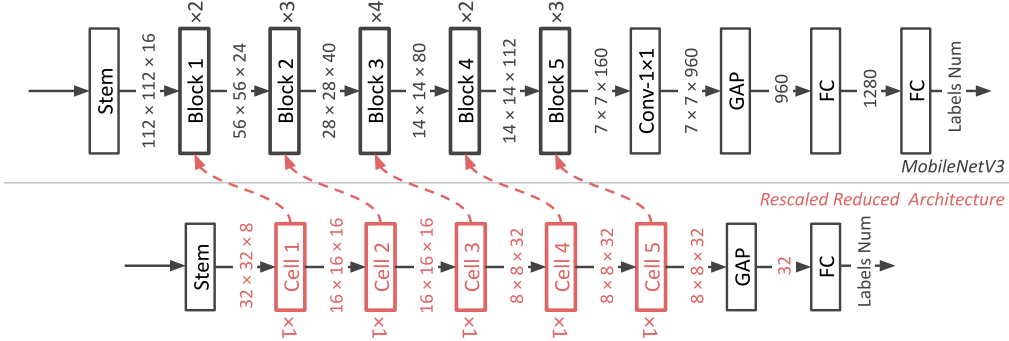 ×2
×3
×4
×2
×3
Stem
112 × 112 × 16
Block 1
56 × 56 × 24
Block 2
28 × 28 × 40
Block 3
14 × 14 × 80
Block 4
14 × 14 × 112
Block 5
7 × 7 × 160
Conv-1×1
7 × 7 × 960
GAP
960
FC
1280
FC
Labels Num
MobileNetV3
Rescaled Reduced Architecture
Stem
32 × 32 × 8
Cell 1
16 × 16 × 16
Cell 2
16 × 16 × 16
Cell 3
8 × 8 × 32
Cell 4
8 × 8 × 32
Cell 5
8 × 8 × 32
GAP
32
FC
Labels Num
×1
×1
×1
×1
×1